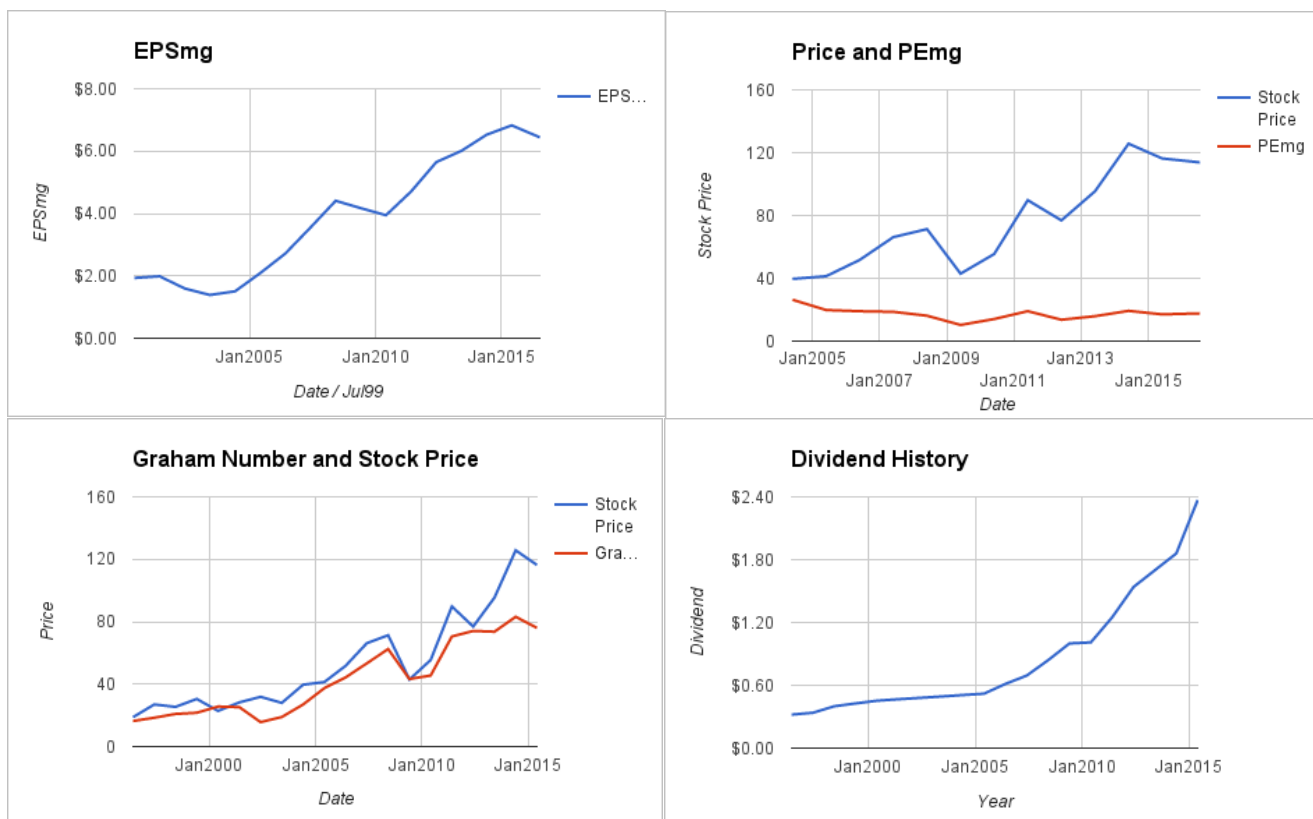 EPSmg
$8.00
$6.00
$4.00
$2.00
$0.00
EPSmg
EPS...
Jan2005
Jan2010
Jan2015
Date / Jul99
Price and PEmg
160
120
80
40
0
Stock Price
Stock
Price
PEmg
Jan2005
Jan2009
Jan2013
Jan2007
Jan2011
Jan2015
Date
Graham Number and Stock Price
160
120
80
40
0
Price
Stock
Price
Gra...
Jan2000
Jan2005
Jan2010
Jan2015
Date
Dividend History
$2.40
$1.80
$1.20
$0.60
$0.00
Dividend
Jan2000
Jan2005
Jan2010
Jan2015
Year